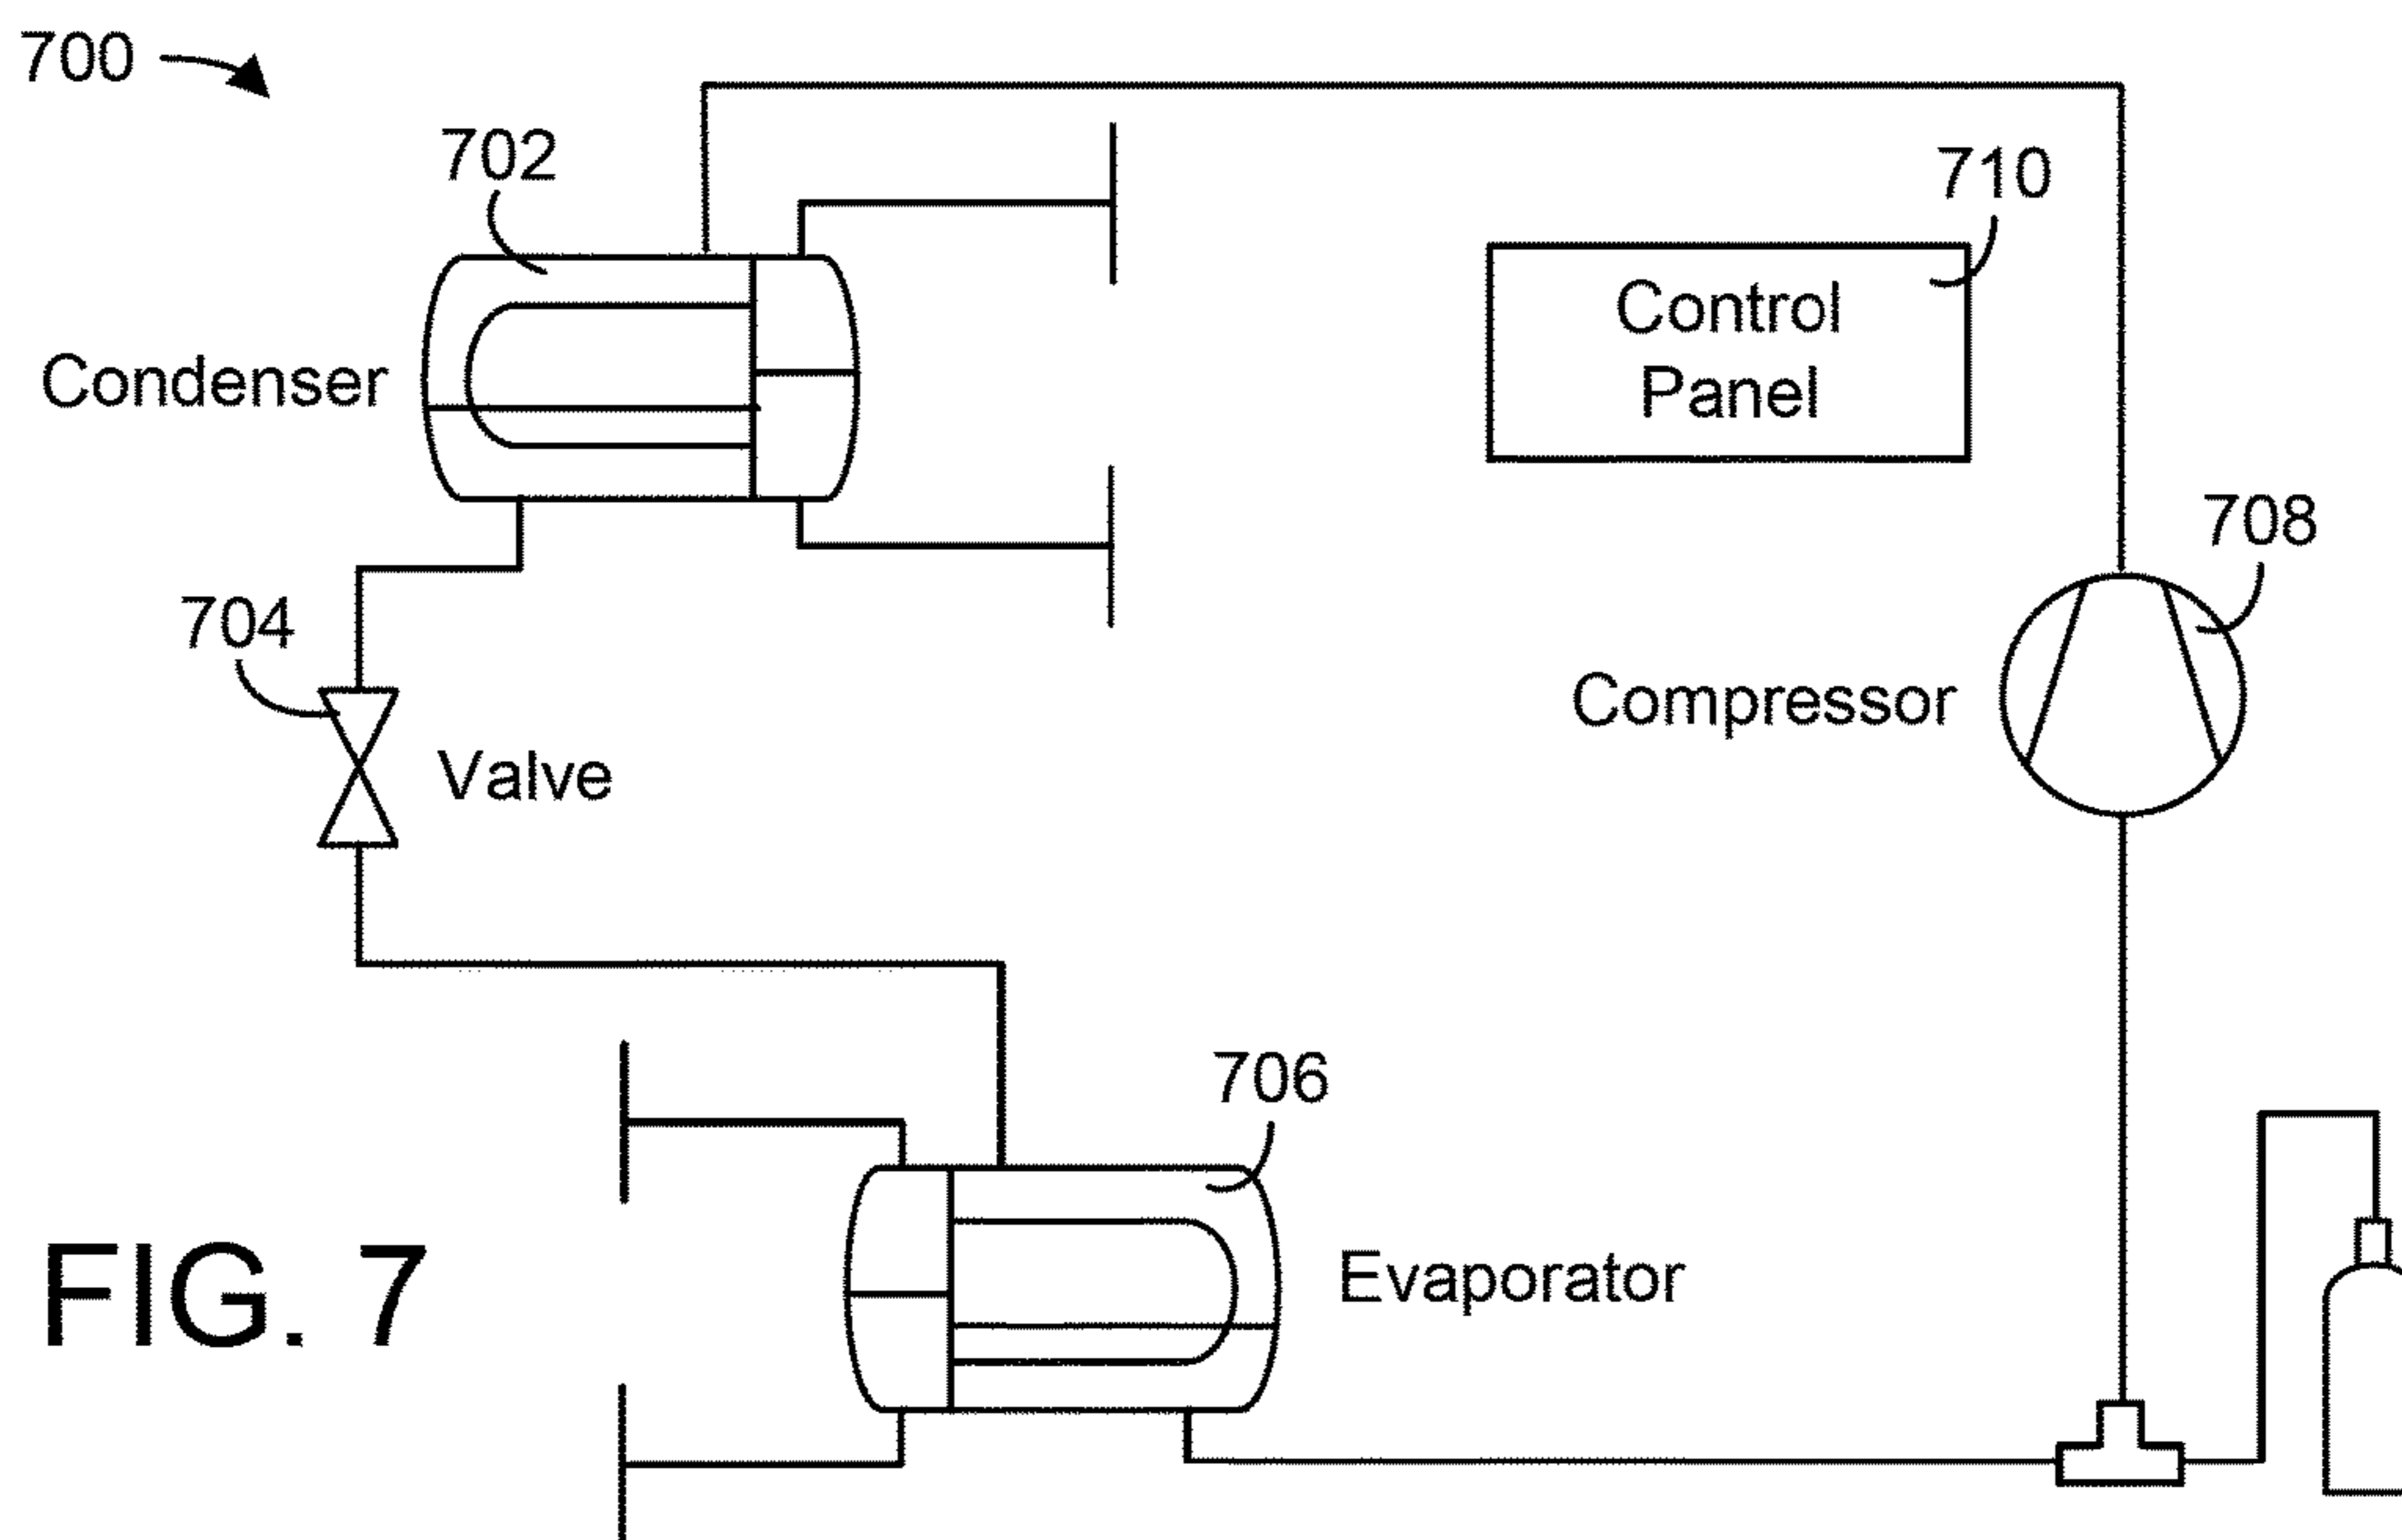 700
702
710
Control
Panel
Condenser
708
704
Compressor
Valve
706
Evaporator
FIG. 7